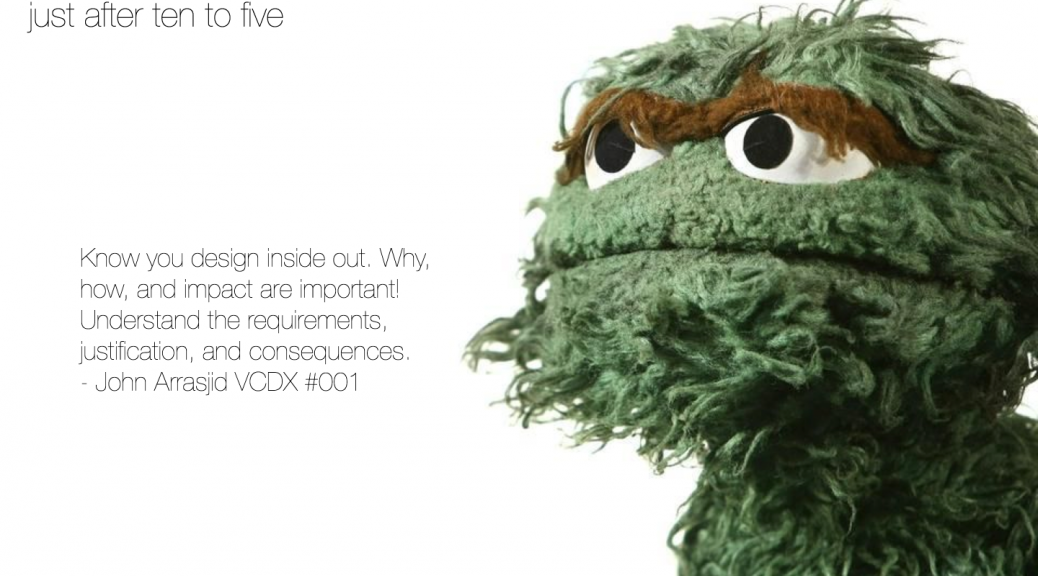 just after ten to five
Know you design inside out. Why,
how, and impact are important!
Understand the requirements,
justification, and consequences.
- John Arrasjid VCDX #001